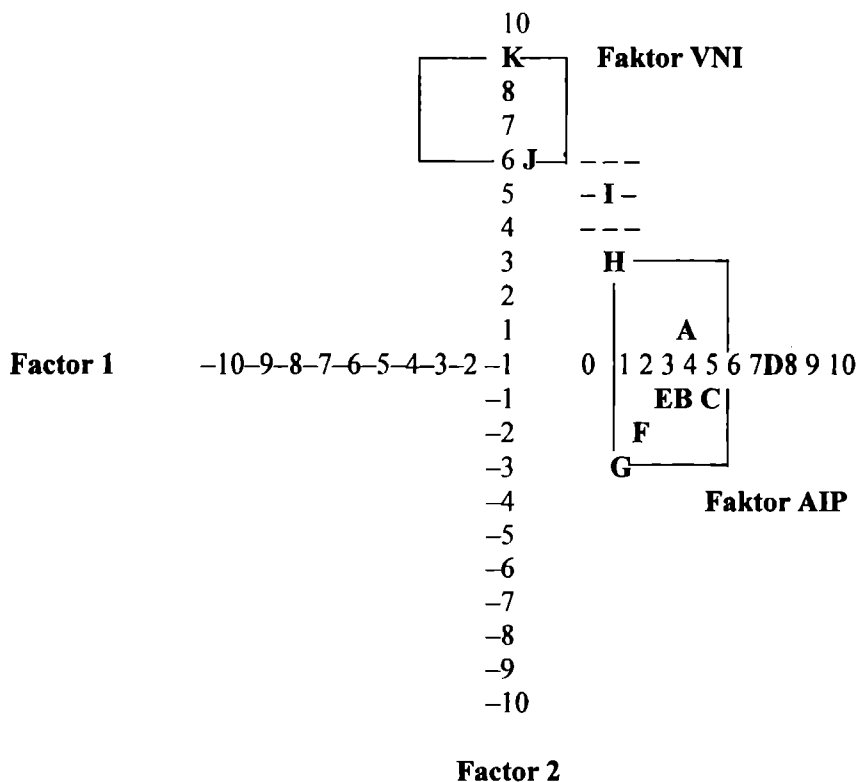 10
K Faktor VNI
8
7
6 J – – –
5 – I –
4 – – –
3 H
2
1 A
Factor 1 –10–9–8–7–6–5–4–3–2 –1 0 1 2 3 4 5 6 7D8 9 10
–1 EB C
–2 F
–3 G
–4 Faktor AIP
–5
–6
–7
–8
–9
–10
Factor 2